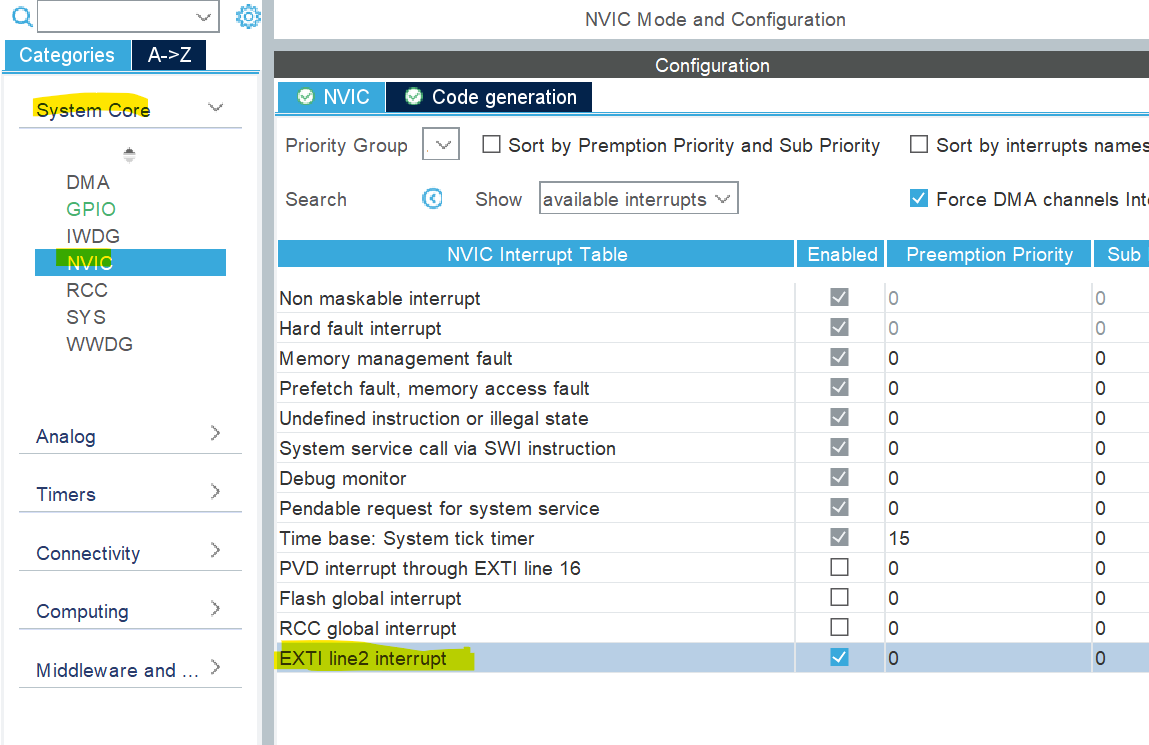 NVIC Mode and Configuration
Categories A->Z
Configuration
System Core
NVIC Code generation
Priority Group Sort by Premption Priority and Sub Priority Sort by interrupts names
Search Show available interrupts Force DMA channels Inte
DMA
GPIO
IWDG
NVIC
RCC
SYS
WWDG
Analog
Timers
Connectivity
Computing
Middleware and ...
NVIC Interrupt Table Enabled Preemption Priority Sub
Non maskable interrupt 0 0
Hard fault interrupt 0 0
Memory management fault 0 0
Prefetch fault, memory access fault 0 0
Undefined instruction or illegal state 0 0
System service call via SWI instruction 0 0
Debug monitor 0 0
Pendable request for system service 0 0
Time base: System tick timer 15 0
PVD interrupt through EXTI line 16 0 0
Flash global interrupt 0 0
RCC global interrupt 0 0
EXTI line2 interrupt 0 0